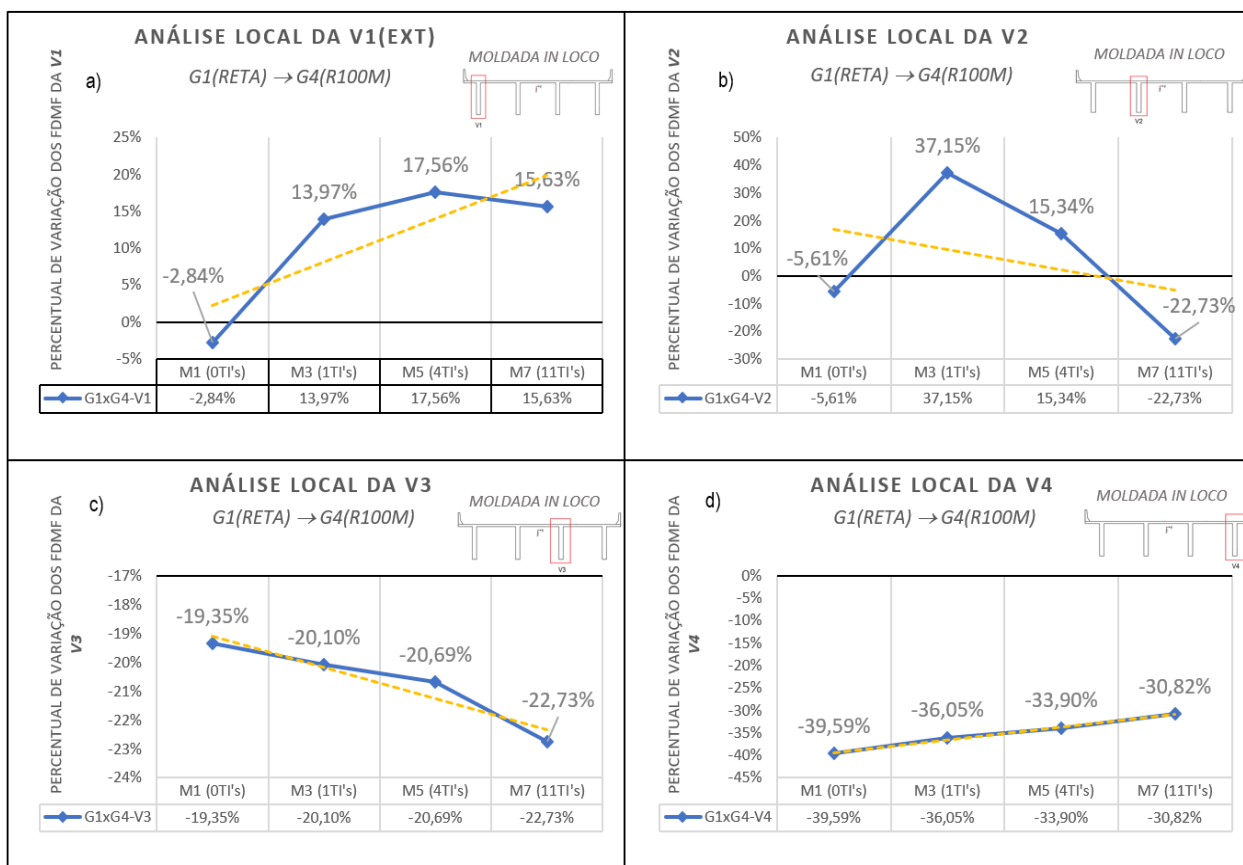 ANÁLISE LOCAL DA V1(EXT)
a)
G1(RETA) → G4(R100M)
MOLDADA IN LOCO
V1
PERCENTUAL DE VARIAÇÃO DOS FDMF DA V1
25%
20%
15%
10%
5%
0%
-5%
-2,84%
13,97%
17,56%
15,63%
M1 (0TI's) M3 (1TI's) M5 (4TI's) M7 (11TI's)
G1xG4-V1 -2,84% 13,97% 17,56% 15,63%
ANÁLISE LOCAL DA V2
b)
G1(RETA) → G4(R100M)
MOLDADA IN LOCO
V2
PERCENTUAL DE VARIAÇÃO DOS FDMF DA V2
50%
40%
30%
20%
10%
0%
-10%
-20%
-30%
-5,61%
37,15%
15,34%
-22,73%
M1 (0TI's) M3 (1TI's) M5 (4TI's) M7 (11TI's)
G1xG4-V2 -5,61% 37,15% 15,34% -22,73%
ANÁLISE LOCAL DA V3
c)
G1(RETA) → G4(R100M)
MOLDADA IN LOCO
V3
PERCENTUAL DE VARIAÇÃO DOS FDMF DA
V3
-17%
-18%
-19%
-20%
-21%
-22%
-23%
-24%
-19,35%
-20,10%
-20,69%
-22,73%
M1 (0TI's) M3 (1TI's) M5 (4TI's) M7 (11TI's)
G1xG4-V3 -19,35% -20,10% -20,69% -22,73%
ANÁLISE LOCAL DA V4
d)
G1(RETA) → G4(R100M)
MOLDADA IN LOCO
V4
PERCENTUAL DE VARIAÇÃO DOS FDMF DA
V4
0%
-5%
-10%
-15%
-20%
-25%
-30%
-35%
-40%
-45%
-39,59%
-36,05%
-33,90%
-30,82%
M1 (0TI's) M3 (1TI's) M5 (4TI's) M7 (11TI's)
G1xG4-V4 -39,59% -36,05% -33,90% -30,82%